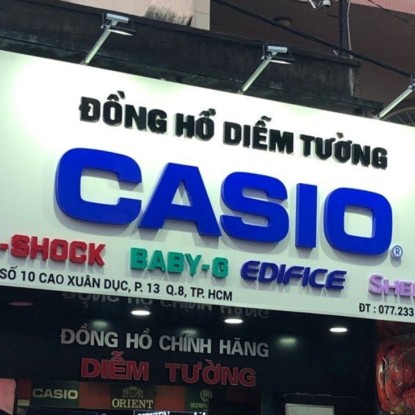 ĐỒNG HỒ DIỄM TƯỜNG
CASIO®
-SHOCK BABY-G EDIFICE SHE
SỐ 10 CAO XUÂN DỤC, P. 13 Q.8, TP. HCM
ĐT : 077.233
ĐỒNG HỒ CHÍNH HÃNG
DIỄM TƯỜNG
CASIO ORIENT